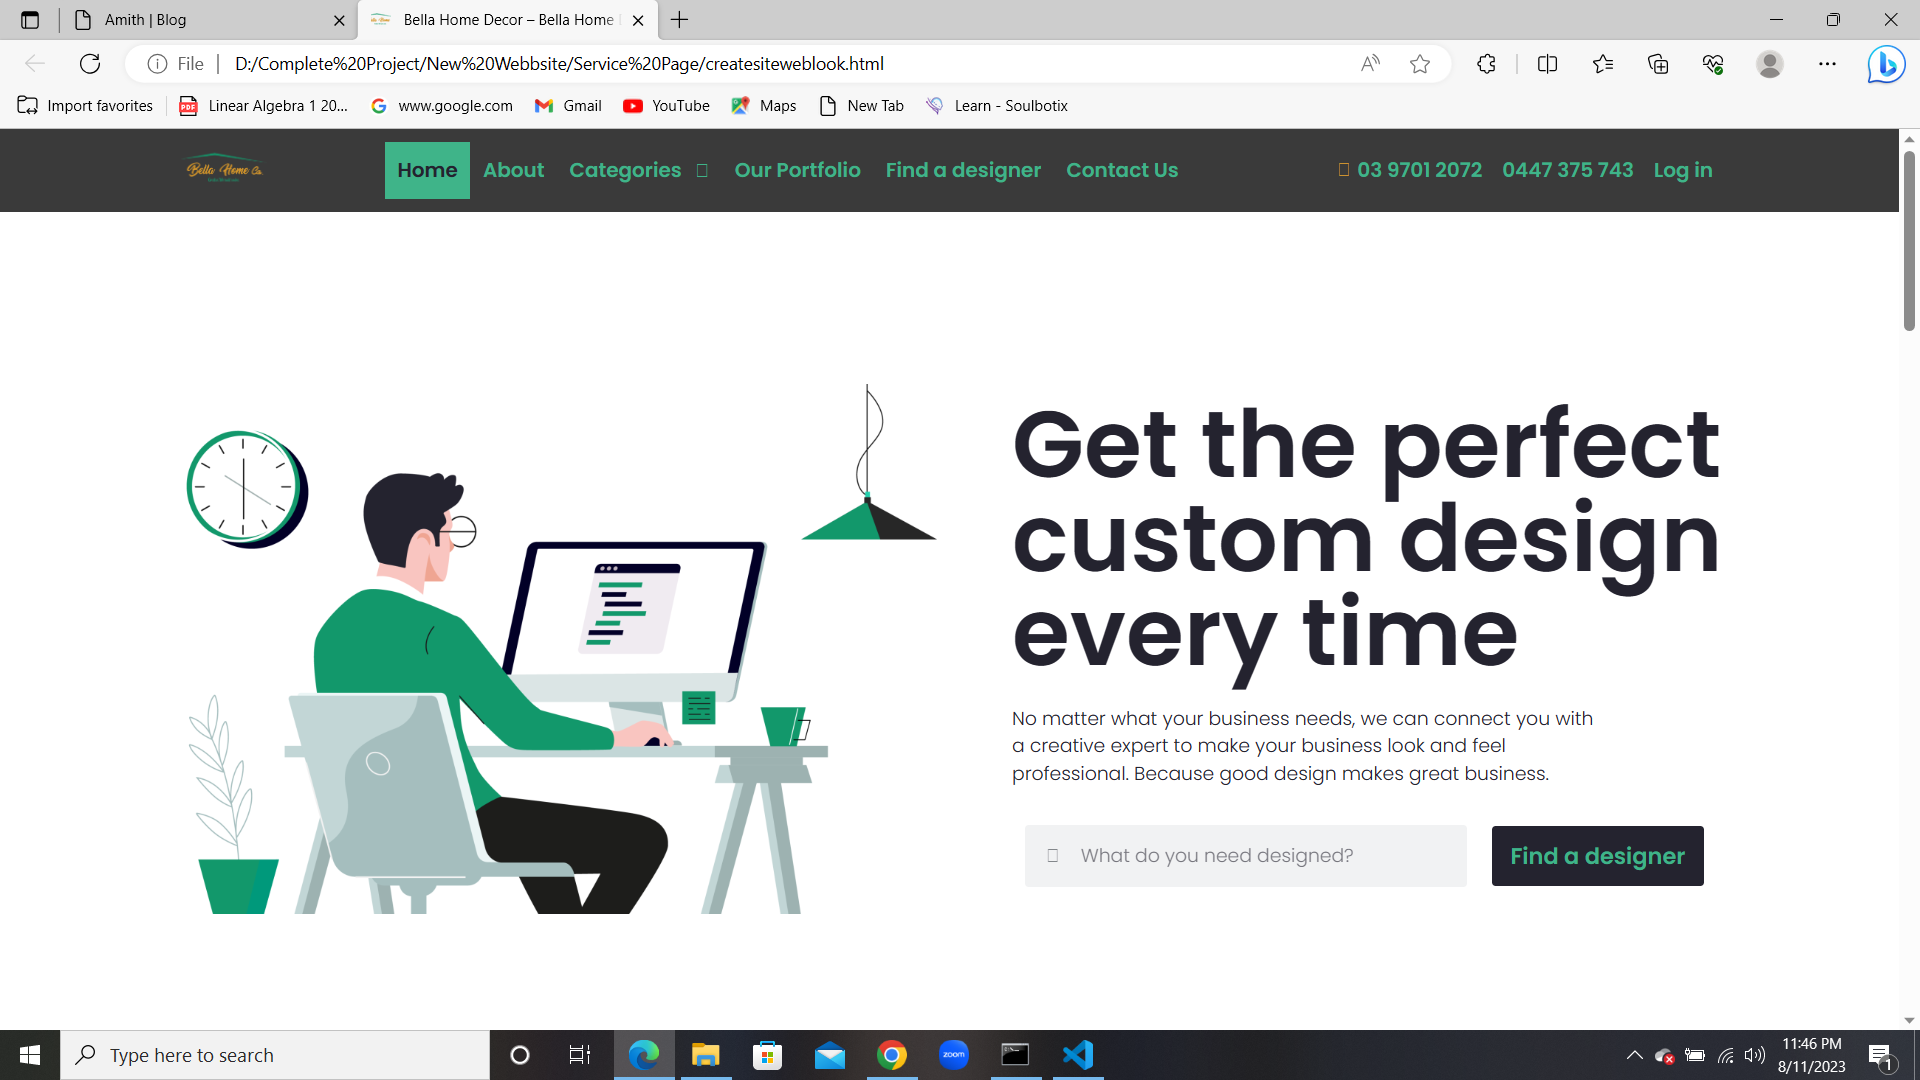 Amith | Blog
Bella Home Decor – Bella Home
File
D:/Complete%20Project/New%20Webbsite/Service%20Page/createsiteweblook.html
Import favorites
Linear Algebra 1 20...
www.google.com
Gmail
YouTube
Maps
New Tab
Learn - Soulbotix
Bella Home Co.
Home
About
Categories
Our Portfolio
Find a designer
Contact Us
03 9701 2072
0447 375 743
Log in
Get the perfect
custom design
every time
No matter what your business needs, we can connect you with
a creative expert to make your business look and feel
professional. Because good design makes great business.
What do you need designed?
Find a designer
Type here to search
zoom
11:46 PM
8/11/2023
1